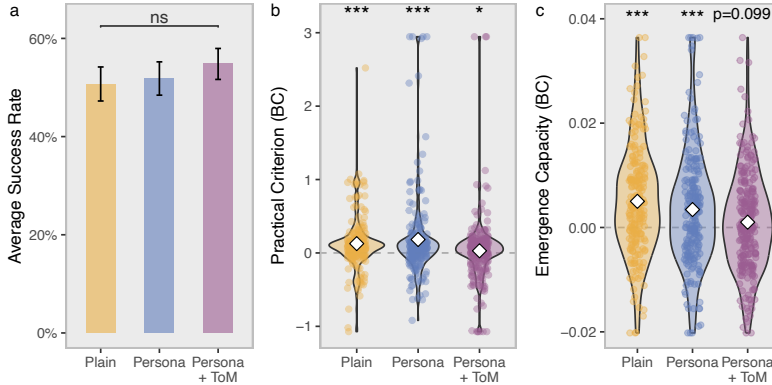 a
ns
60%
40%
20%
0%
Average Success Rate
Plain
Persona
Persona
+ ToM
b
***
***
*
3
2
1
0
−1
Practical Criterion (BC)
Plain
Persona
Persona
+ ToM
c
***
***
p=0.099
0.04
0.02
0.00
−0.02
Emergence Capacity (BC)
Plain
Persona
Persona
+ ToM